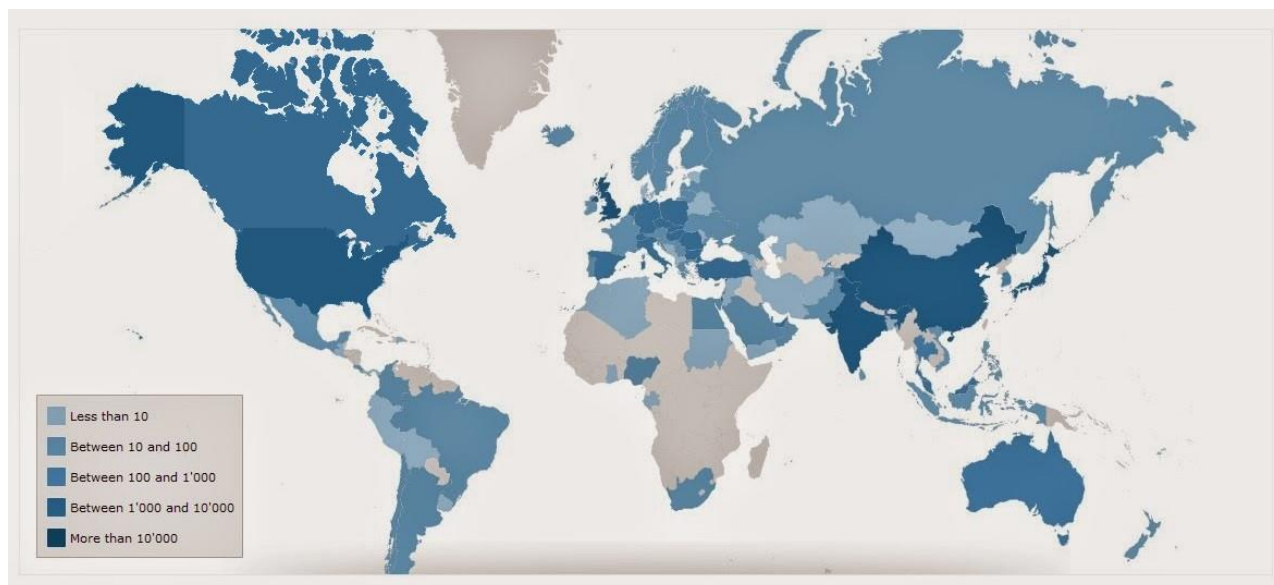 Less than 10
Between 10 and 100
Between 100 and 1'000
Between 1'000 and 10'000
More than 10'000